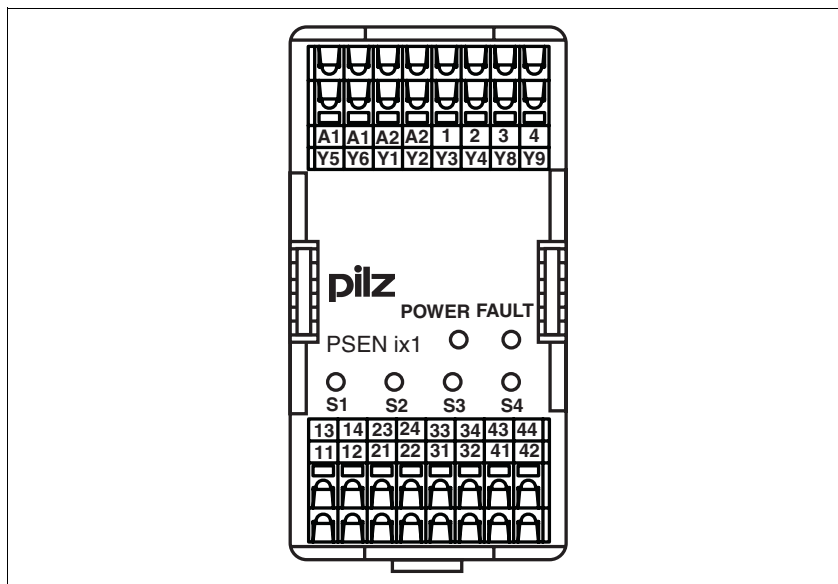 A1 A1 A2 A2 1 2 3 4
Y5 Y6 Y1 Y2 Y3 Y4 Y8 Y9
pilz
POWER FAULT
PSEN ix1
S1 S2 S3 S4
13 14 23 24 33 34 43 44
11 12 21 22 31 32 41 42